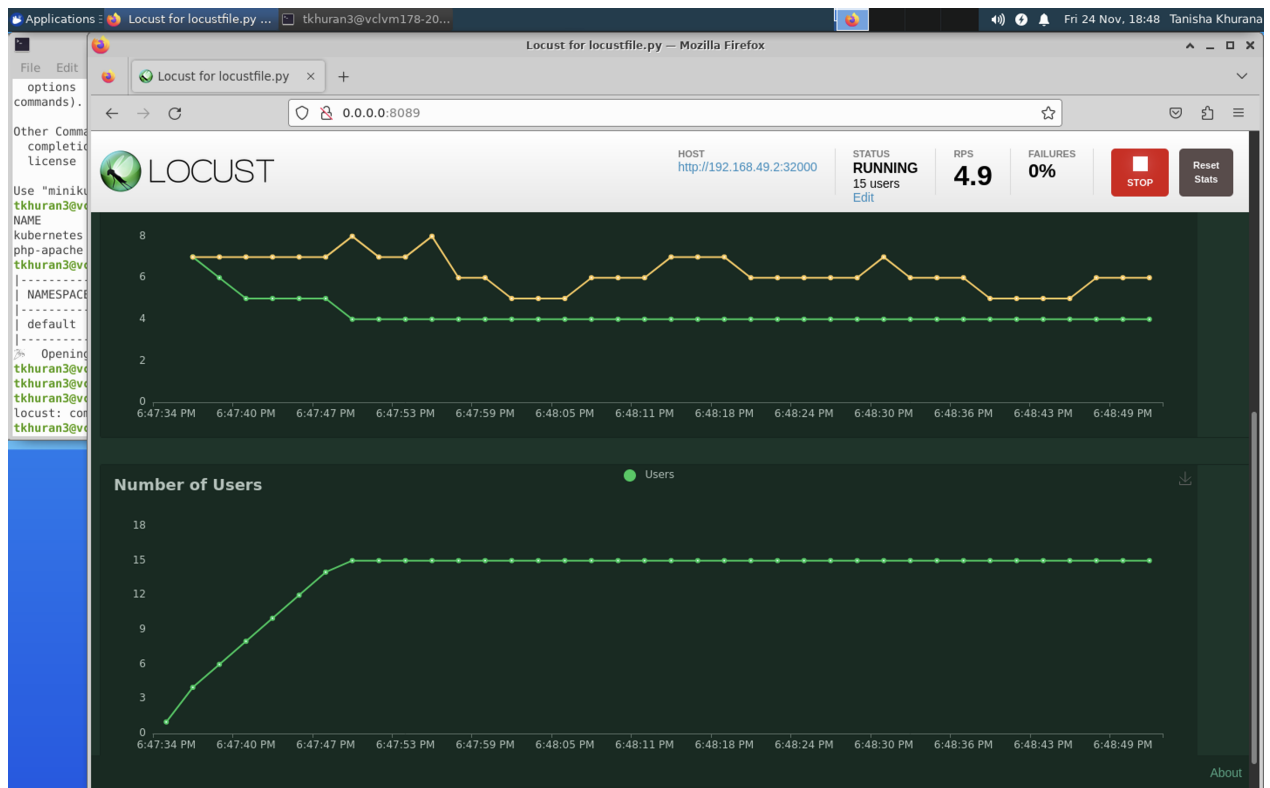 Applications
Locust for locustfile.py ...
tkhuran3@vclvm178-20...
Fri 24 Nov, 18:48
Tanisha Khurana
Locust for locustfile.py — Mozilla Firefox
File Edit
Locust for locustfile.py
options
commands).
0.0.0.0:8089
Other Comma
completio
license
Use "miniku
tkhuran3@vc
NAME
kubernetes
php-apache
tkhuran3@vc
|----------
| NAMESPACE
|----------
| default
|----------
Opening
tkhuran3@vc
tkhuran3@vc
tkhuran3@vc
locust: com
tkhuran3@vc
LOCUST
HOST
http://192.168.49.2:32000
STATUS
RUNNING
15 users
Edit
RPS
4.9
FAILURES
0%
STOP
Reset
Stats
8
6
4
2
0
6:47:34 PM 6:47:40 PM 6:47:47 PM 6:47:53 PM 6:47:59 PM 6:48:05 PM 6:48:11 PM 6:48:18 PM 6:48:24 PM 6:48:30 PM 6:48:36 PM 6:48:43 PM 6:48:49 PM
Users
Number of Users
18
15
12
9
6
3
0
6:47:34 PM 6:47:40 PM 6:47:47 PM 6:47:53 PM 6:47:59 PM 6:48:05 PM 6:48:11 PM 6:48:18 PM 6:48:24 PM 6:48:30 PM 6:48:36 PM 6:48:43 PM 6:48:49 PM
About